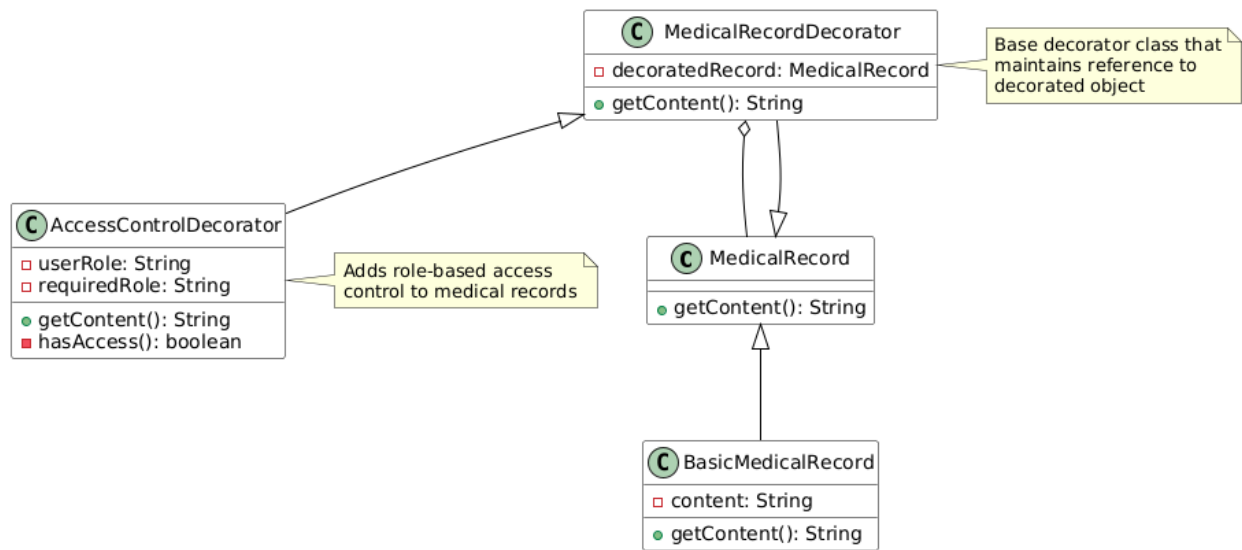 C MedicalRecordDecorator
decoratedRecord: MedicalRecord
getContent(): String
Base decorator class that
maintains reference to
decorated object
C AccessControlDecorator
userRole: String
requiredRole: String
getContent(): String
hasAccess(): boolean
Adds role-based access
control to medical records
C MedicalRecord
getContent(): String
C BasicMedicalRecord
content: String
getContent(): String